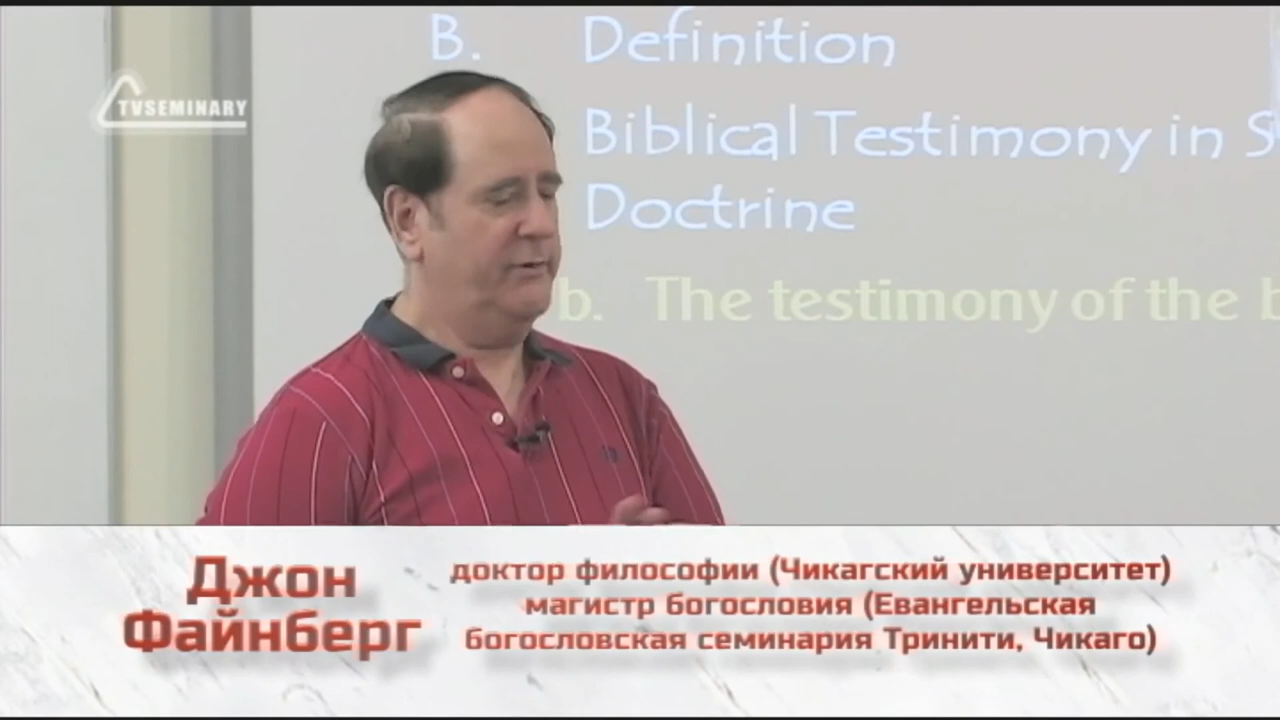 B. Definition
TVSEMINARY
Biblical Testimony in S
Doctrine
b. The testimony of the b
Джон
Файнберг
доктор философии (Чикагский университет)
магистр богословия (Евангельская
богословская семинария Тринити, Чикаго)